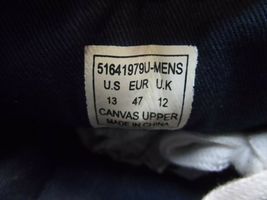 51641979U-MENS
U.S EUR U.K
13 47 12
CANVAS UPPER
MADE IN CHINA